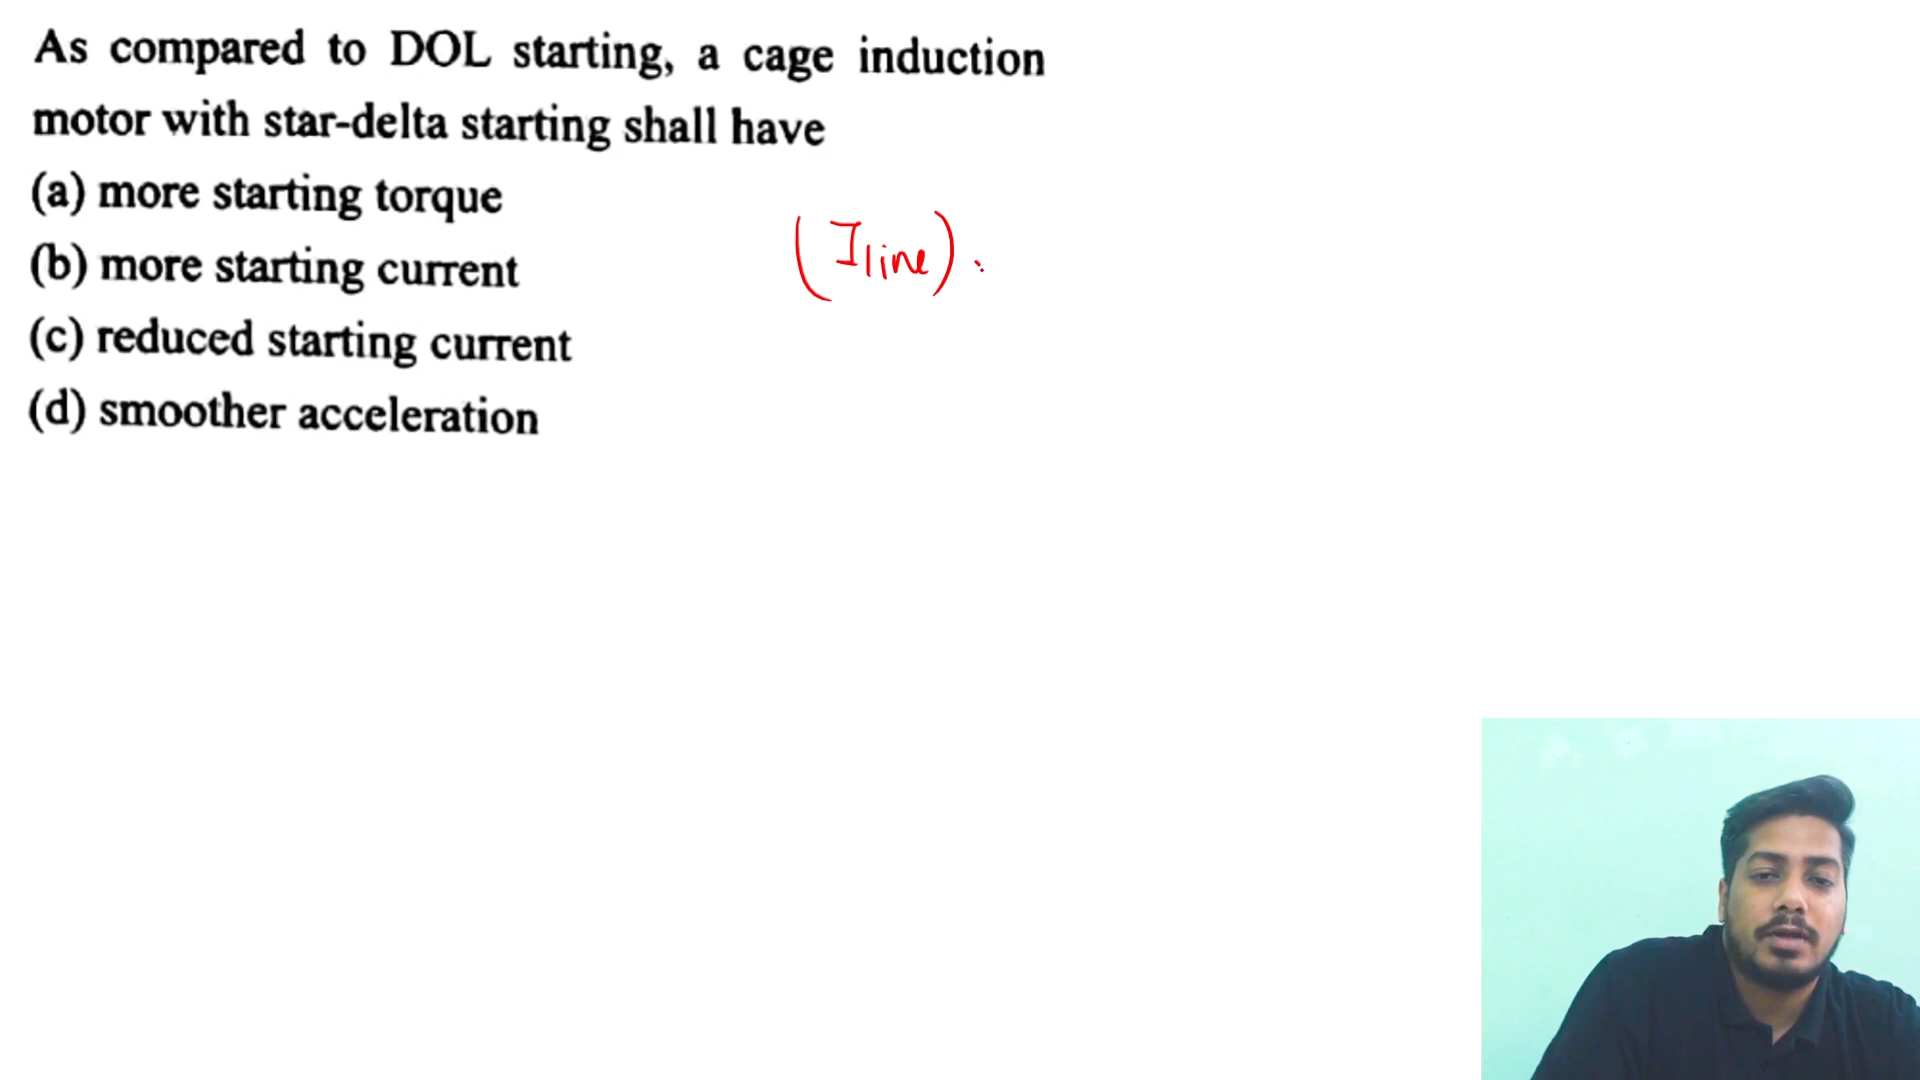 As compared to DOL starting, a cage induction
motor with star-delta starting shall have
(a) more starting torque
(b) more starting current
(c) reduced starting current
(d) smoother acceleration
(Iline).